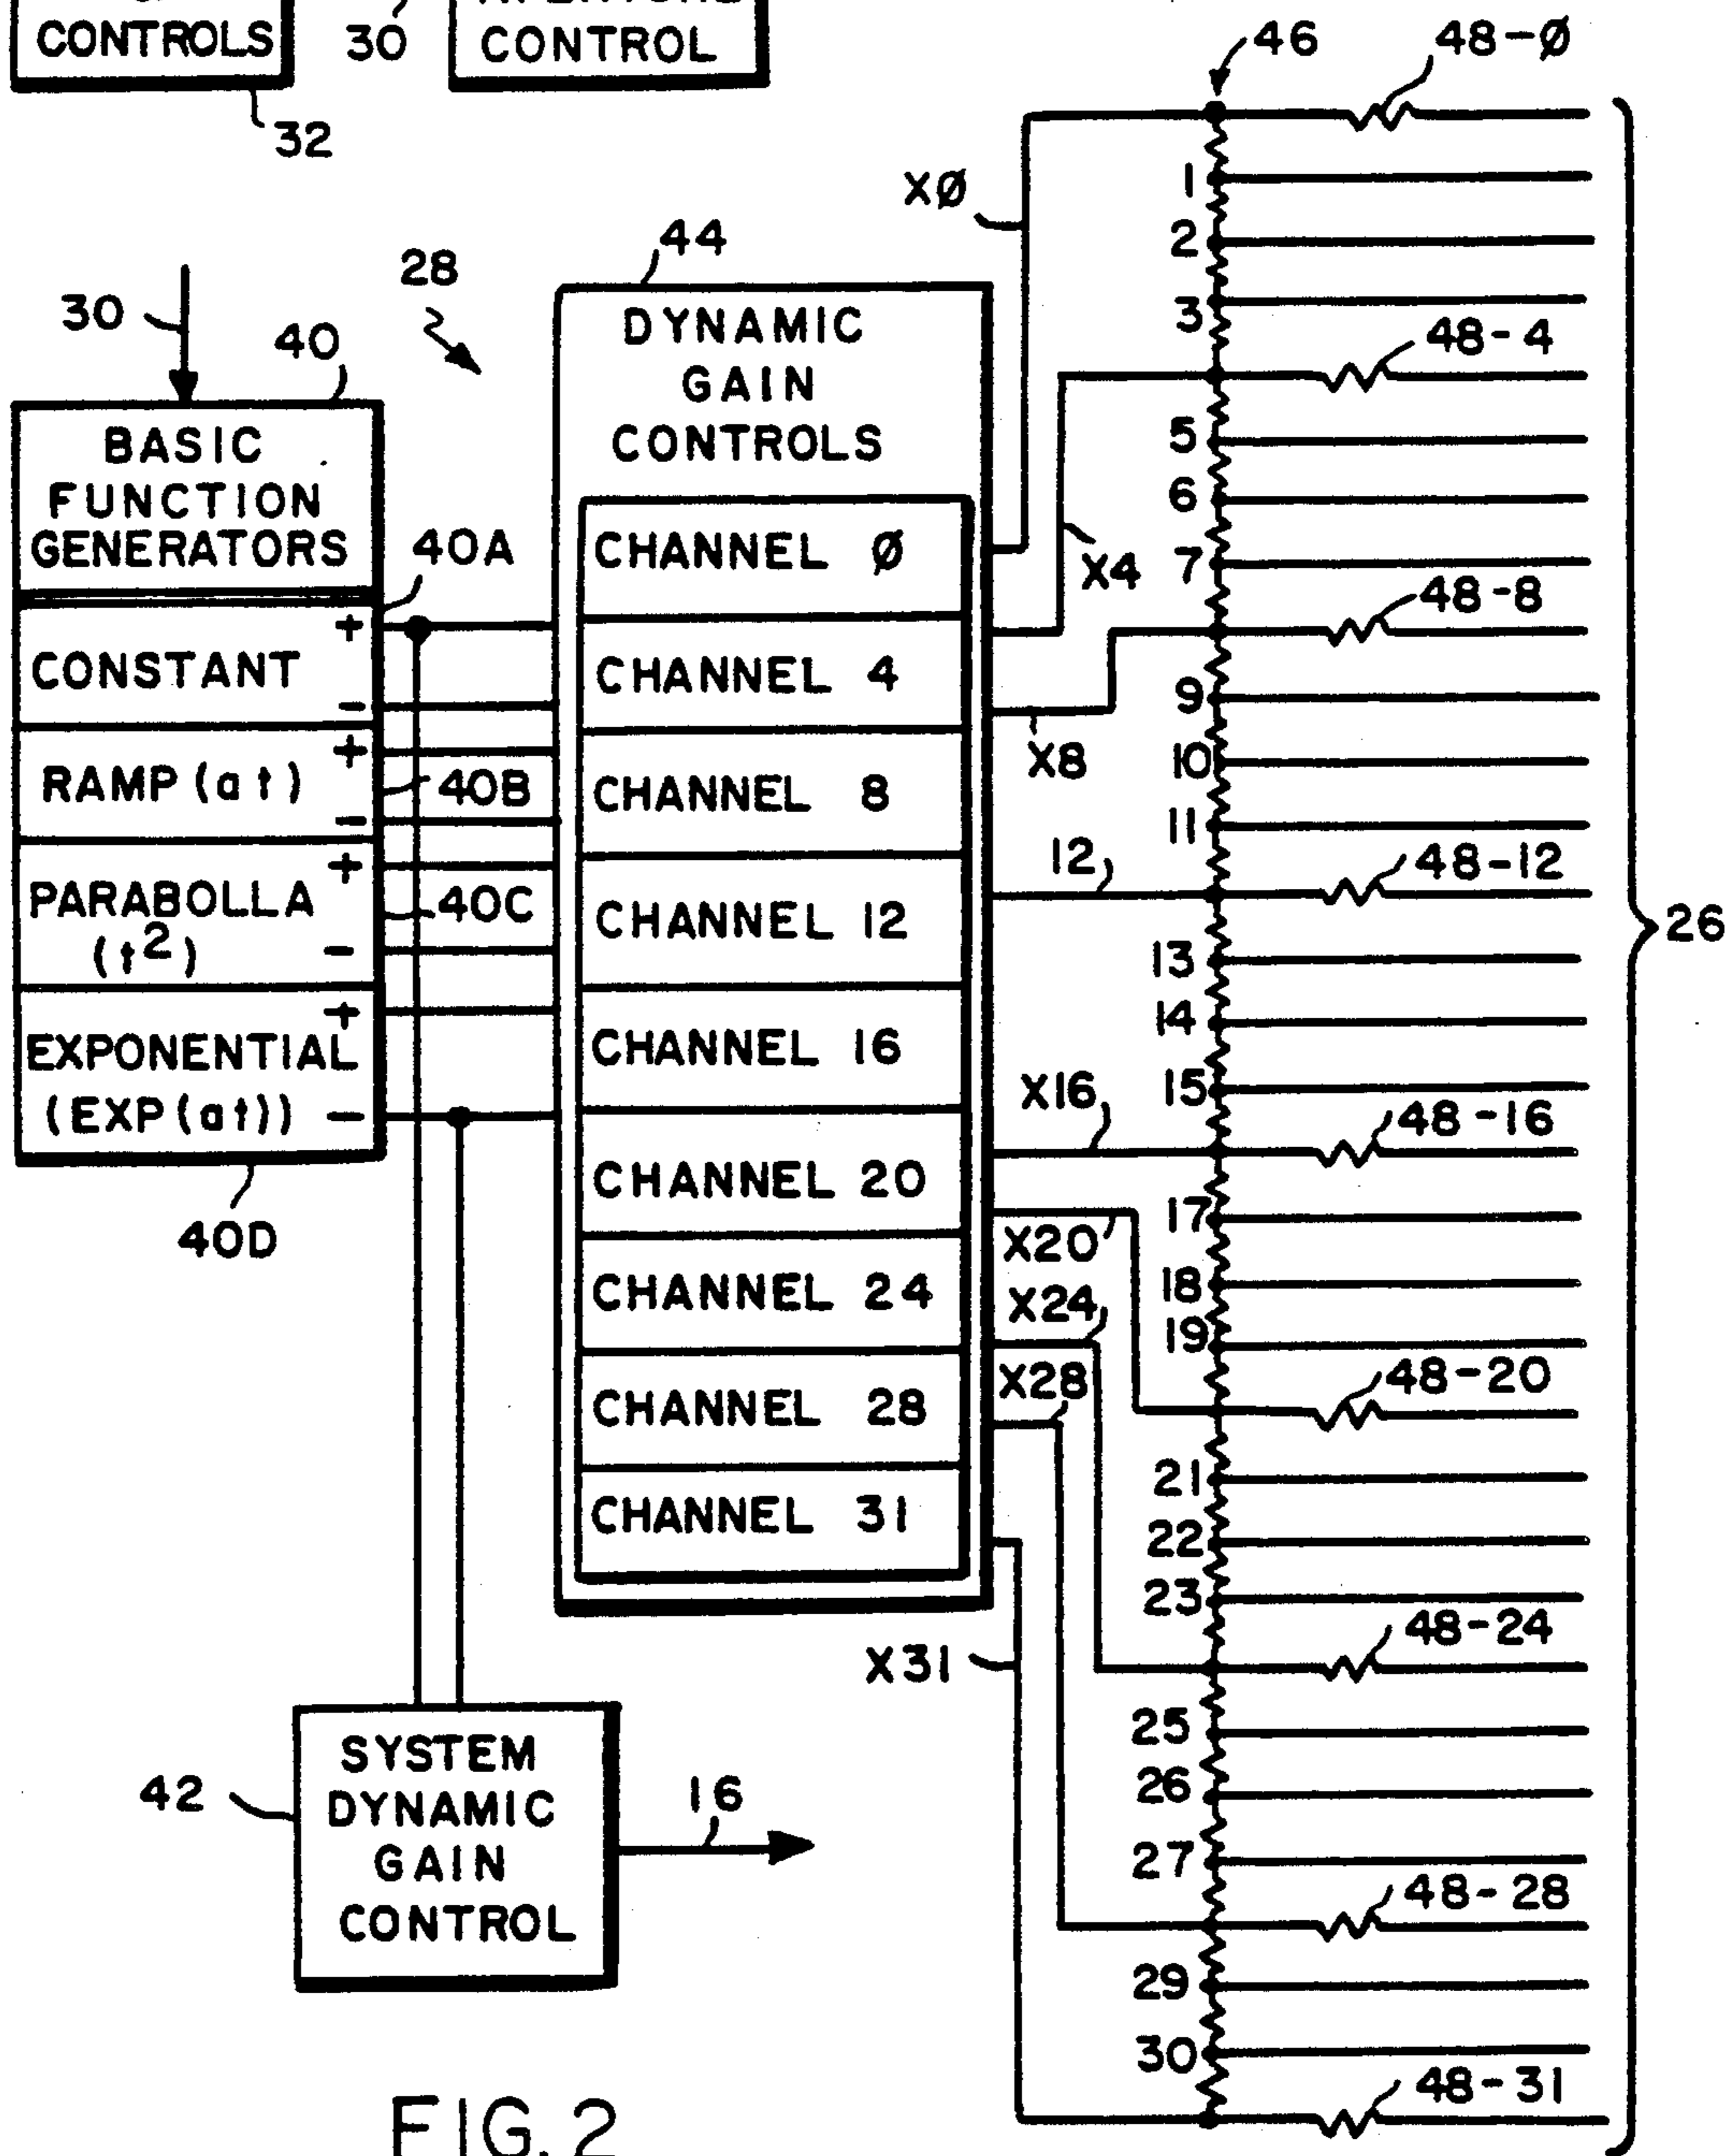 CONTROLS
30
CONTROL
32
46
48-Ø
XØ
1
2
3
28
44
30
40
DYNAMIC
GAIN
CONTROLS
48-4
BASIC
FUNCTION
GENERATORS
40A
CHANNEL Ø
X4
5
6
7
48-8
+
CONSTANT
−
CHANNEL 4
X8
9
10
11
+
RAMP (at)
−
40B
CHANNEL 8
12
48-12
+
PARABOLLA
(t²)
−
40C
CHANNEL 12
26
13
14
15
+
EXPONENTIAL
(EXP(at))
−
40D
CHANNEL 16
X16
48-16
CHANNEL 20
X20
17
18
19
CHANNEL 24
X24
X28
48-20
CHANNEL 28
21
22
23
CHANNEL 31
X31
48-24
25
26
27
SYSTEM
DYNAMIC
GAIN
CONTROL
42
16
48-28
29
30
48-31
FIG. 2